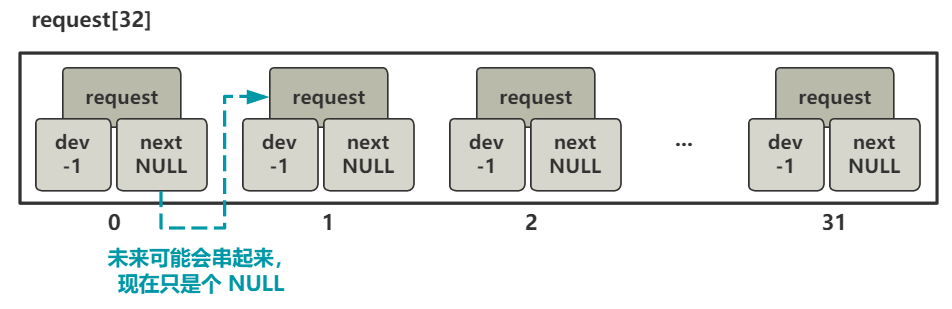 request[32]
request request request request
dev next dev next dev next ... dev next
-1 NULL -1 NULL -1 NULL -1 NULL
0 1 2 31
未来可能会串起来，
现在只是个 NULL